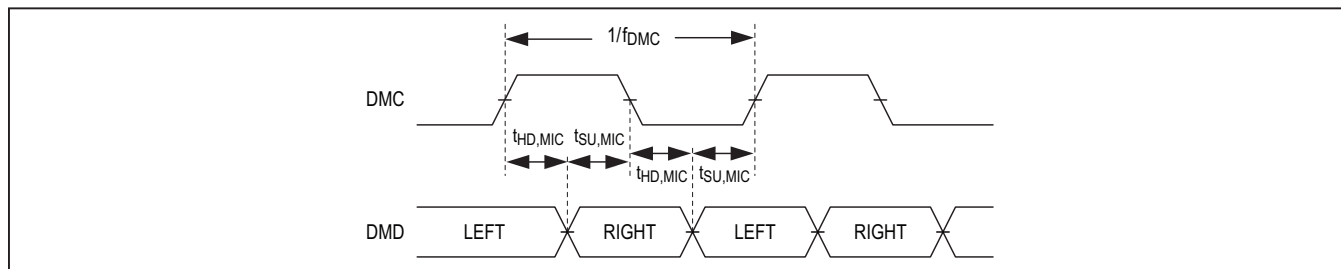 1/fDMC
DMC
tHD,MIC tSU,MIC
tHD,MIC tSU,MIC
DMD LEFT RIGHT LEFT RIGHT